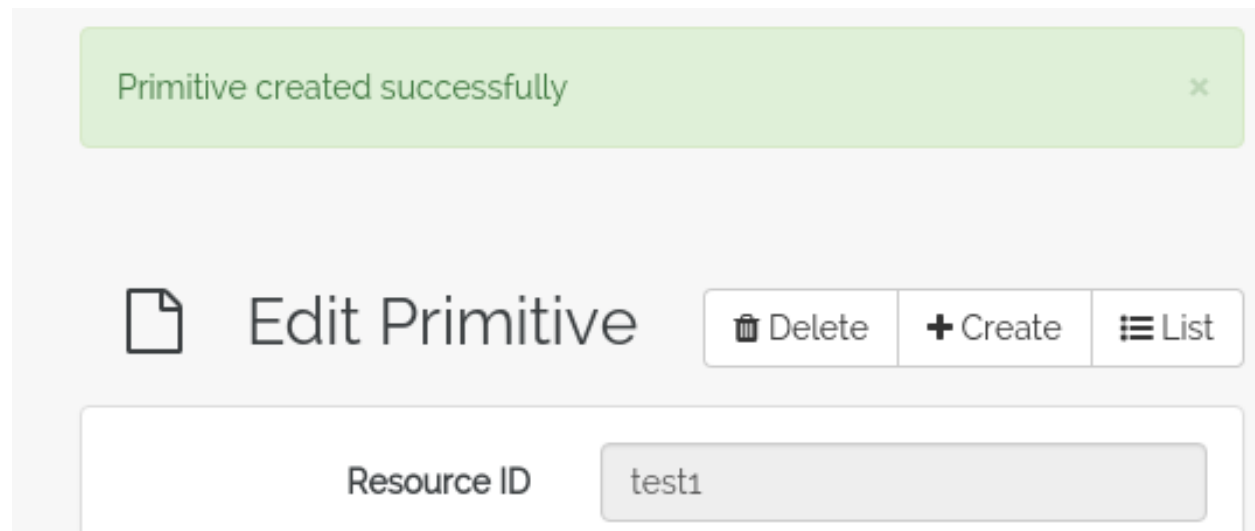 Primitive created successfully ×
Edit Primitive Delete Create List
Resource ID test1